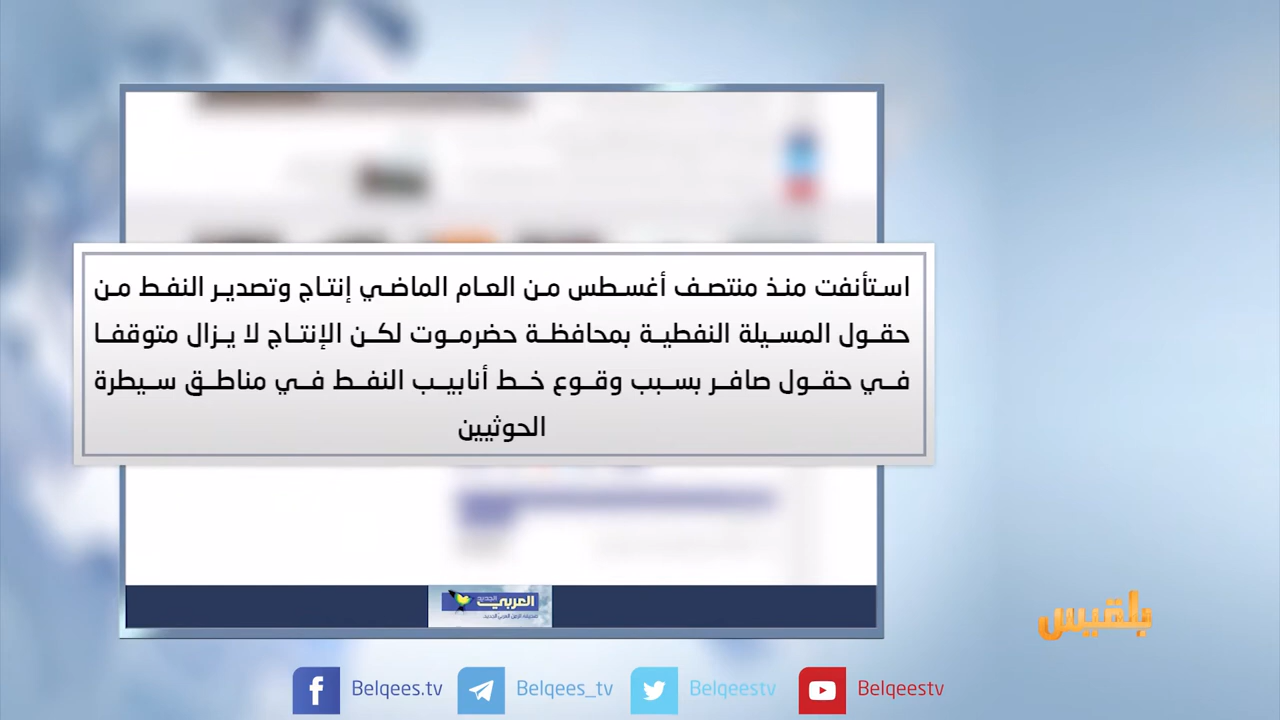 استأنفت منذ منتصف أغسطس من العام الماضي إنتاج وتصدير النفط من
حقول المسيلة النفطية بمحافظة حضرموت لكن الإنتاج لا يزال متوقفا
في حقول صافر بسبب وقوع خط أنابيب النفط في مناطق سيطرة
الحوثيين
العربي الجديد
بلقيس
Belqees.tv
Belqees_tv
Belqeestv
Belqeestv